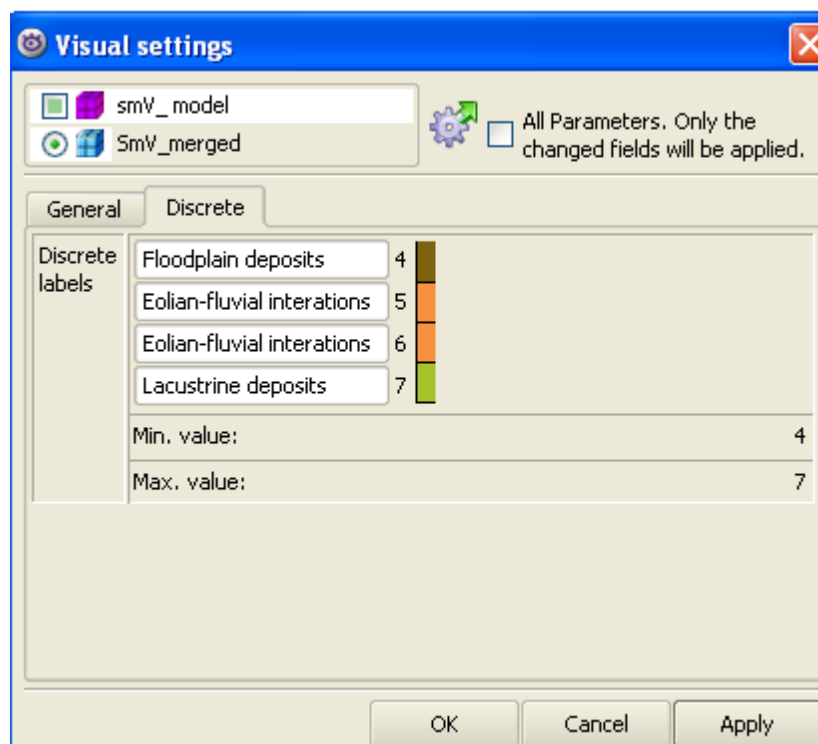 Visual settings
smV_ model
SmV_merged
All Parameters. Only the
changed fields will be applied.
General
Discrete
Discrete
labels
Floodplain deposits 4
Eolian-fluvial interations 5
Eolian-fluvial interations 6
Lacustrine deposits 7
Min. value: 4
Max. value: 7
OK
Cancel
Apply